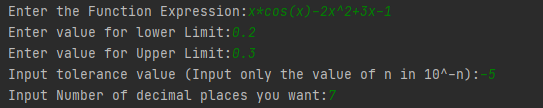 Enter the Function Expression:x*cos(x)-2x^2+3x-1
Enter value for lower Limit:0.2
Enter value for Upper Limit:0.3
Input tolerance value (Input only the value of n in 10^-n):-5
Input Number of decimal places you want:7